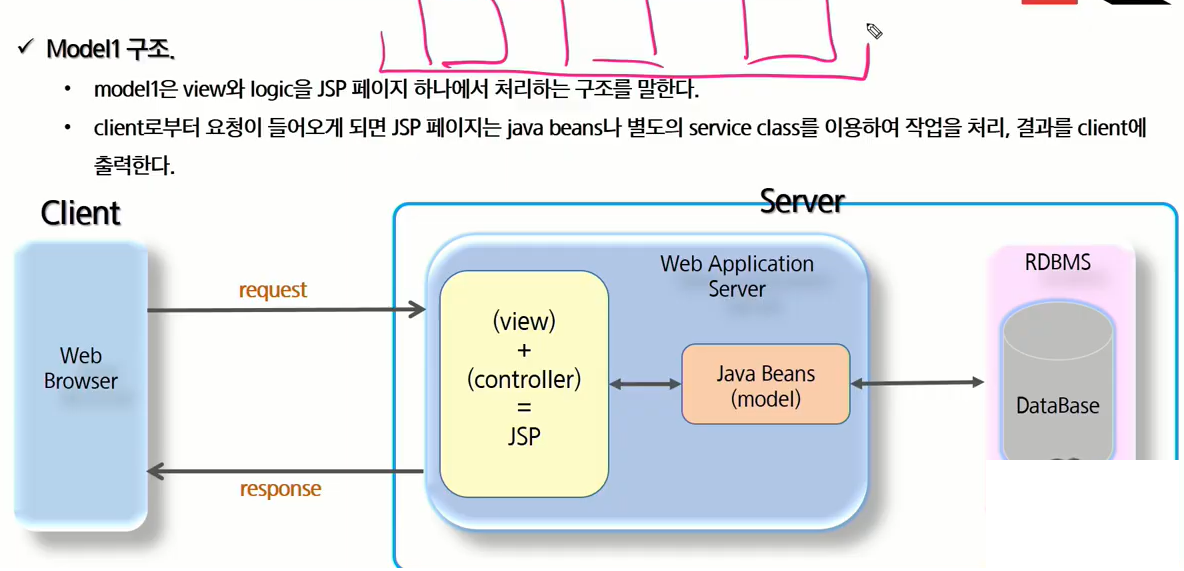 ✓ Model1 구조.
• model1은 view와 logic을 JSP 페이지 하나에서 처리하는 구조를 말한다.
• client로부터 요청이 들어오게 되면 JSP 페이지는 java beans나 별도의 service class를 이용하여 작업을 처리, 결과를 client에
출력한다.
Client
Server
Web Application
Server
RDBMS
request
(view)
+
(controller)
=
JSP
Web
Browser
Java Beans
(model)
DataBase
response